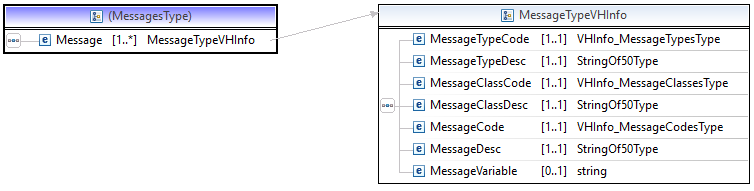 (MessagesType)
Message [1..*] MessageTypeVHInfo
MessageTypeVHInfo
MessageTypeCode [1..1] VHInfo_MessageTypesType
MessageTypeDesc [1..1] StringOf50Type
MessageClassCode [1..1] VHInfo_MessageClassesType
MessageClassDesc [1..1] StringOf50Type
MessageCode [1..1] VHInfo_MessageCodesType
MessageDesc [1..1] StringOf50Type
MessageVariable [0..1] string